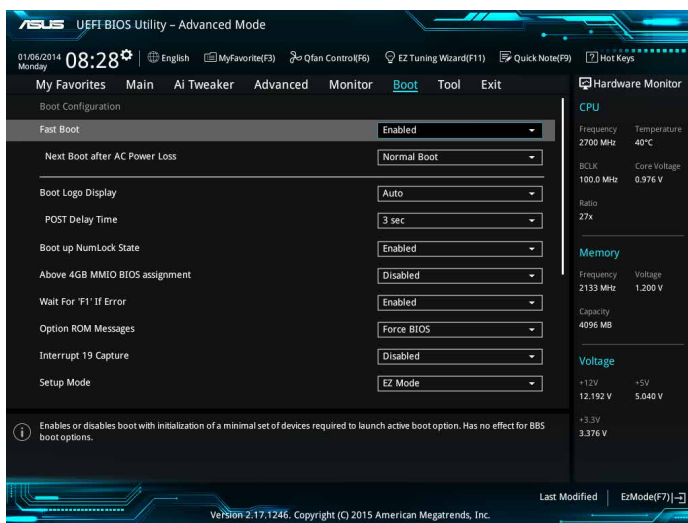 ASUS UEFI BIOS Utility – Advanced Mode
01/06/2014 Monday 08:28 English MyFavorite(F3) Qfan Control(F6) EZ Tuning Wizard(F11) Quick Note(F9) ? Hot Keys
My Favorites Main Ai Tweaker Advanced Monitor Boot Tool Exit
Boot Configuration
Fast Boot Enabled
Next Boot after AC Power Loss Normal Boot
Boot Logo Display Auto
POST Delay Time 3 sec
Boot up NumLock State Enabled
Above 4GB MMIO BIOS assignment Disabled
Wait For 'F1' If Error Enabled
Option ROM Messages Force BIOS
Interrupt 19 Capture Disabled
Setup Mode EZ Mode
i Enables or disables boot with initialization of a minimal set of devices required to launch active boot option. Has no effect for BBS
boot options.
Hardware Monitor
CPU
Frequency Temperature
2700 MHz 40°C
BCLK Core Voltage
100.0 MHz 0.976 V
Ratio
27x
Memory
Frequency Voltage
2133 MHz 1.200 V
Capacity
4096 MB
Voltage
+12V +5V
12.192 V 5.040 V
+3.3V
3.376 V
Last Modified EzMode(F7)
Version 2.17.1246. Copyright (C) 2015 American Megatrends, Inc.